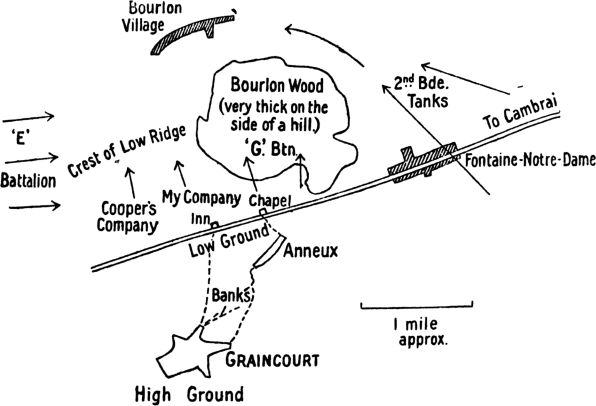 Bourlon
Village
Bourlon Wood
(very thick on the
side of a hill.)
'G.' Btn.
2nd Bde.
Tanks
To Cambrai
'E'
Battalion
Crest of Low Ridge
Fontaine-Notre-Dame
My Company
Chapel
Cooper's
Company
Inn
Low Ground
Anneux
Banks
1 mile
approx.
GRAINCOURT
High Ground